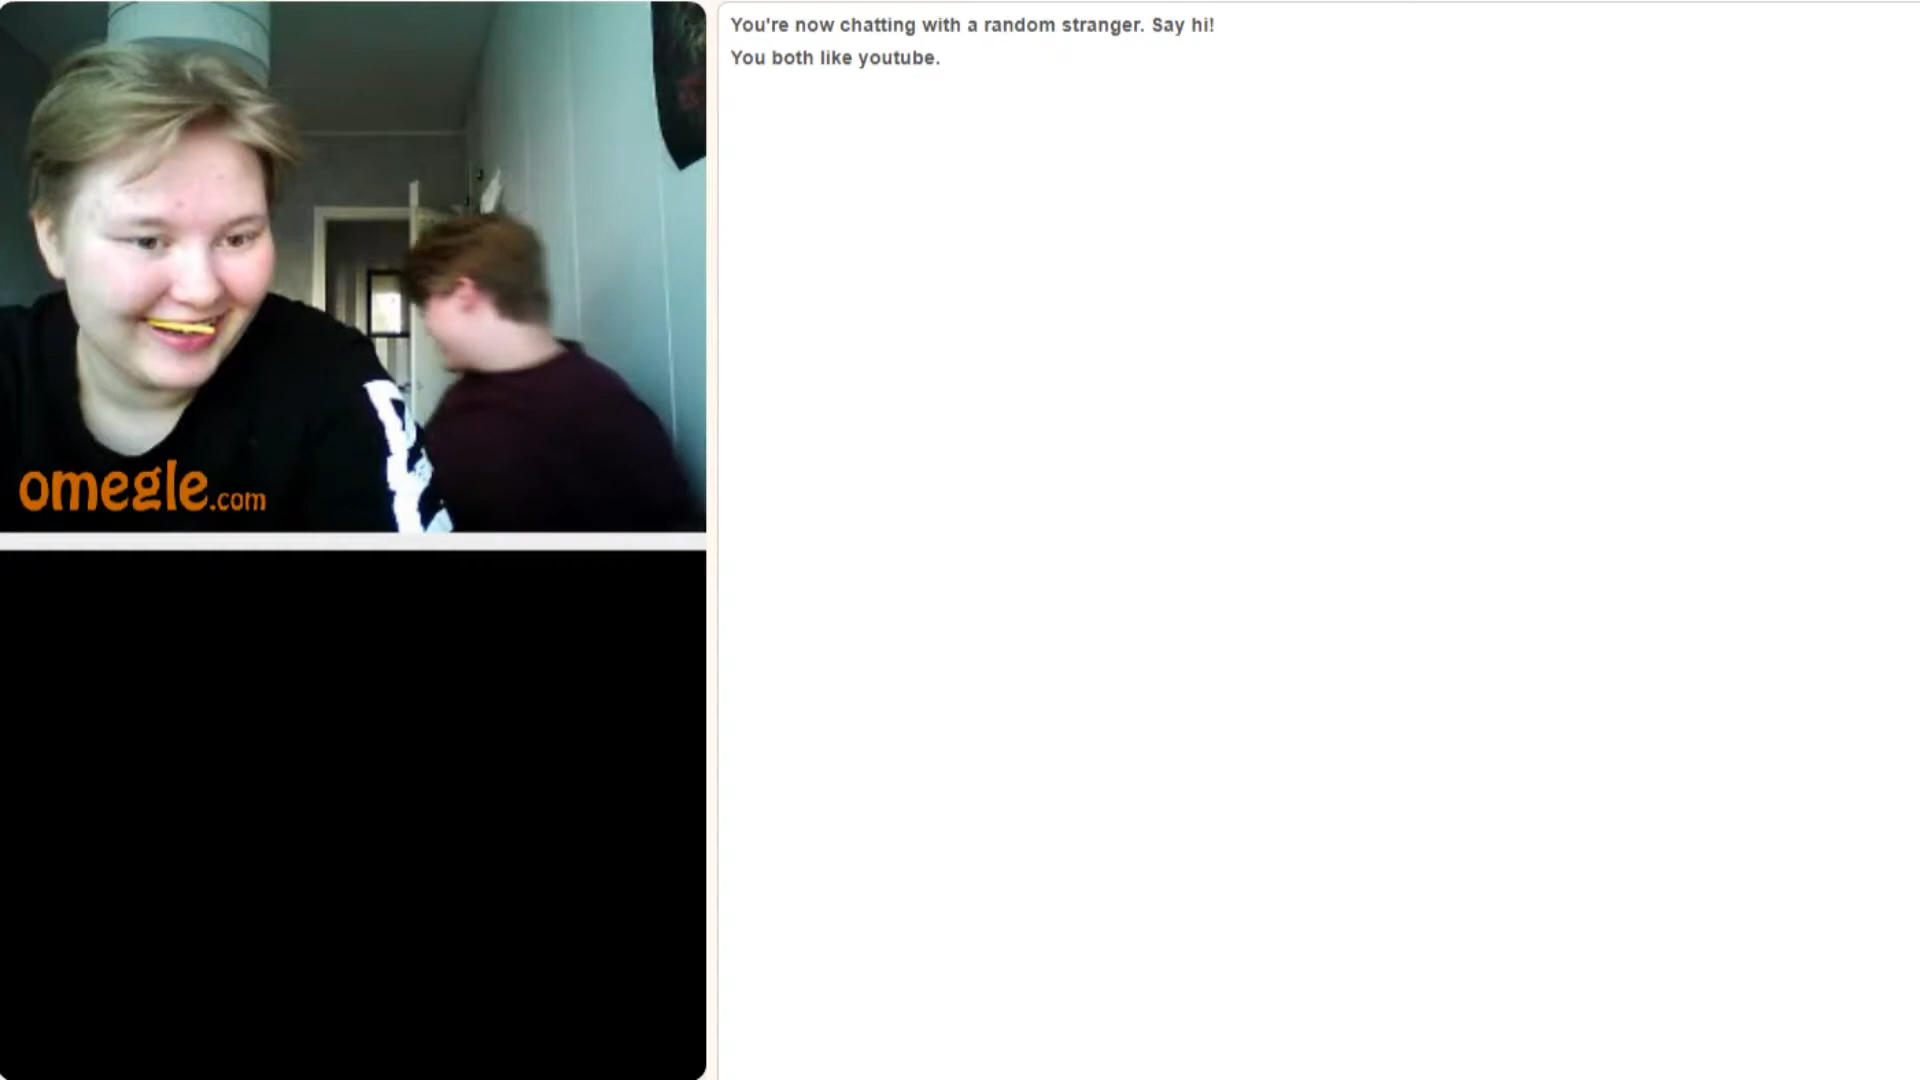 You're now chatting with a random stranger. Say hi!
You both like youtube.
omegle.com